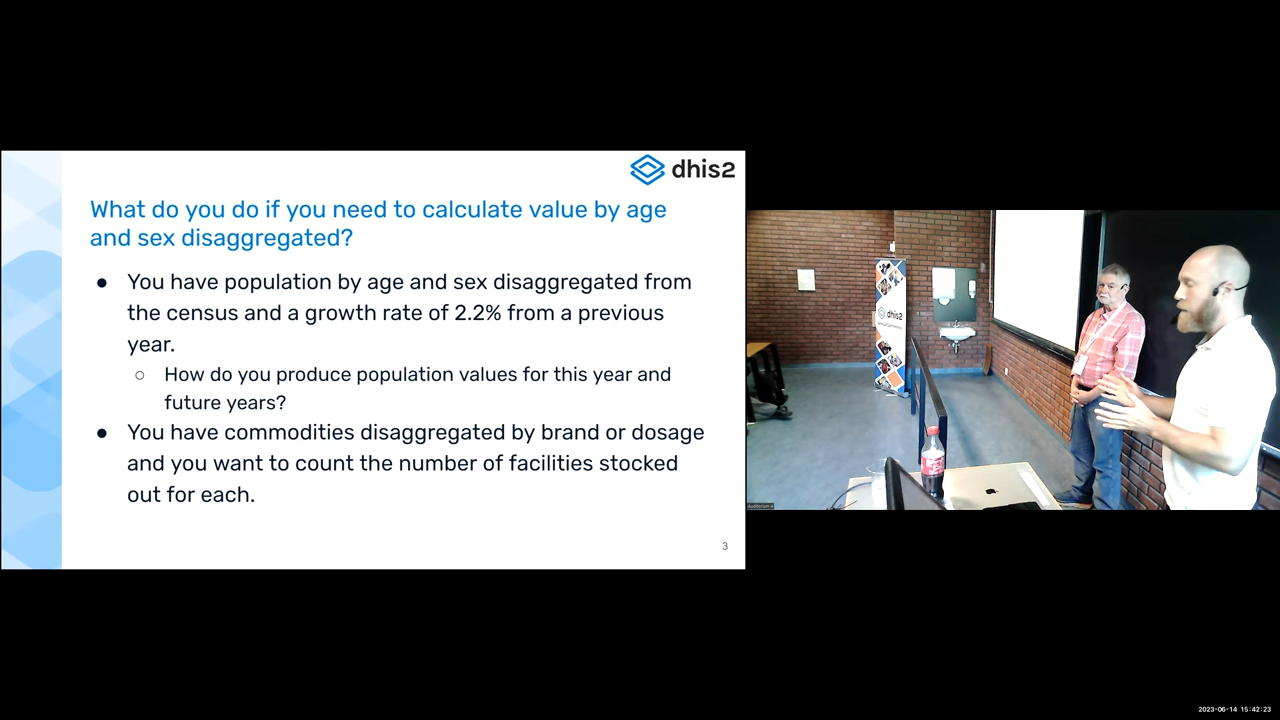 dhis2
What do you do if you need to calculate value by age
and sex disaggregated?
● You have population by age and sex disaggregated from
the census and a growth rate of 2.2% from a previous
year.
○ How do you produce population values for this year and
future years?
● You have commodities disaggregated by brand or dosage
and you want to count the number of facilities stocked
out for each.
3
dhis2
2023-06-14 15:42:23